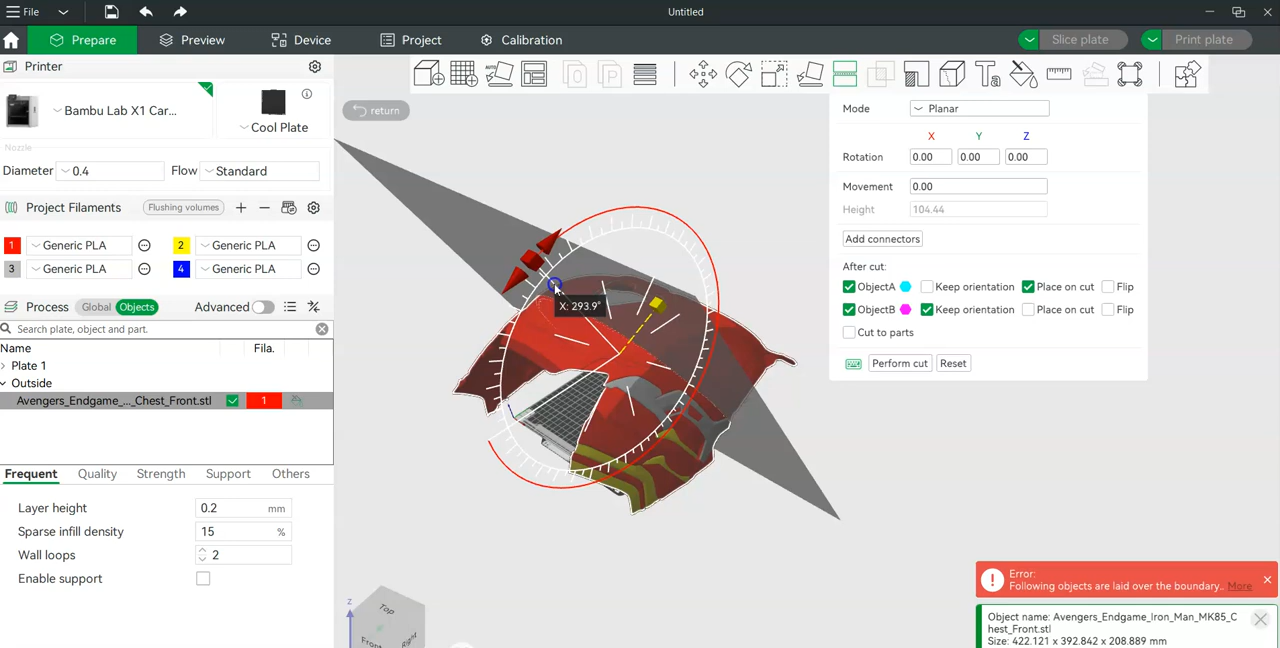 File
Untitled
Prepare
Preview
Device
Project
Calibration
Slice plate
Print plate
Printer
return
Bambu Lab X1 Car...
Cool Plate
Nozzle
Diameter
0.4
Flow
Standard
Project Filaments
Flushing volumes
1
Generic PLA
2
Generic PLA
3
Generic PLA
4
Generic PLA
Process
Global
Objects
Advanced
Search plate, object and part.
Name
Fila.
Plate 1
Outside
Avengers_Endgame_..._Chest_Front.stl
1
Frequent
Quality
Strength
Support
Others
Layer height
0.2
mm
Sparse infill density
15
%
Wall loops
2
Enable support
X: 293.9°
Mode
Planar
X
Y
Z
Rotation
0.00
0.00
0.00
Movement
0.00
Height
104.44
Add connectors
After cut:
ObjectA
Keep orientation
Place on cut
Flip
ObjectB
Keep orientation
Place on cut
Flip
Cut to parts
Perform cut
Reset
Z
Top
Front
Right
Error:
Following objects are laid over the boundary..
More
Object name: Avengers_Endgame_Iron_Man_MK85_C
hest_Front.stl
Size: 422.121 x 392.842 x 208.889 mm